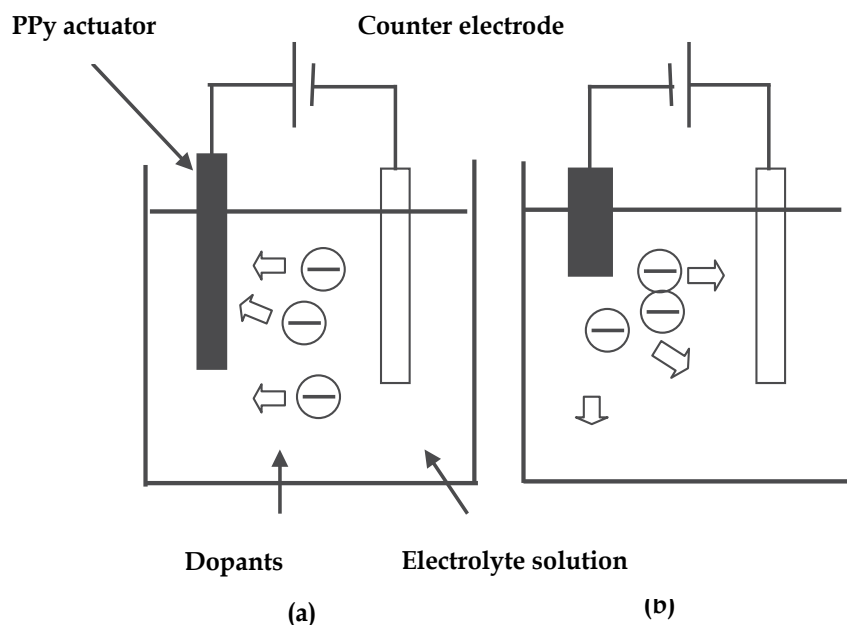 PPy actuator
Counter electrode
Dopants
Electrolyte solution
(a)
(b)